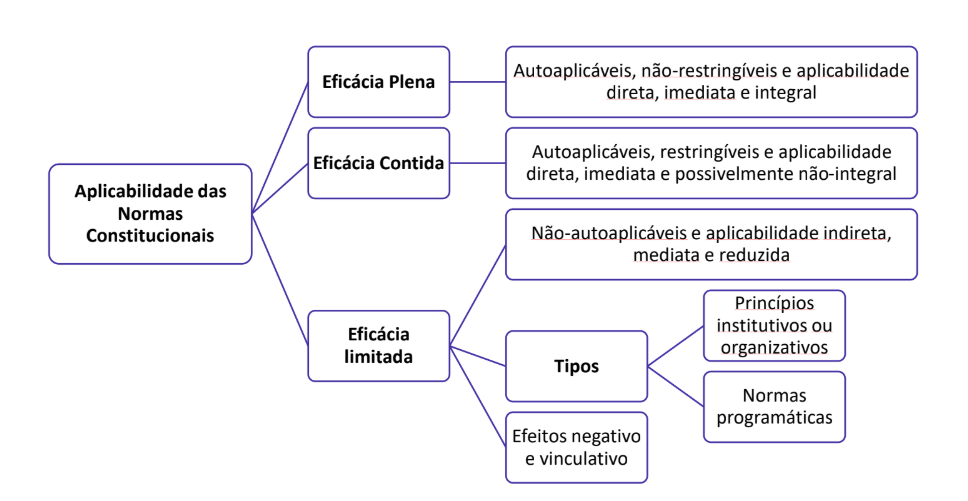 Aplicabilidade das
Normas
Constitucionais
Eficácia Plena
Autoaplicáveis, não-restringíveis e aplicabilidade
direta, imediata e integral
Eficácia Contida
Autoaplicáveis, restringíveis e aplicabilidade
direta, imediata e possivelmente não-integral
Eficácia
limitada
Não-autoaplicáveis e aplicabilidade indireta,
mediata e reduzida
Tipos
Princípios
institutivos ou
organizativos
Normas
programáticas
Efeitos negativo
e vinculativo